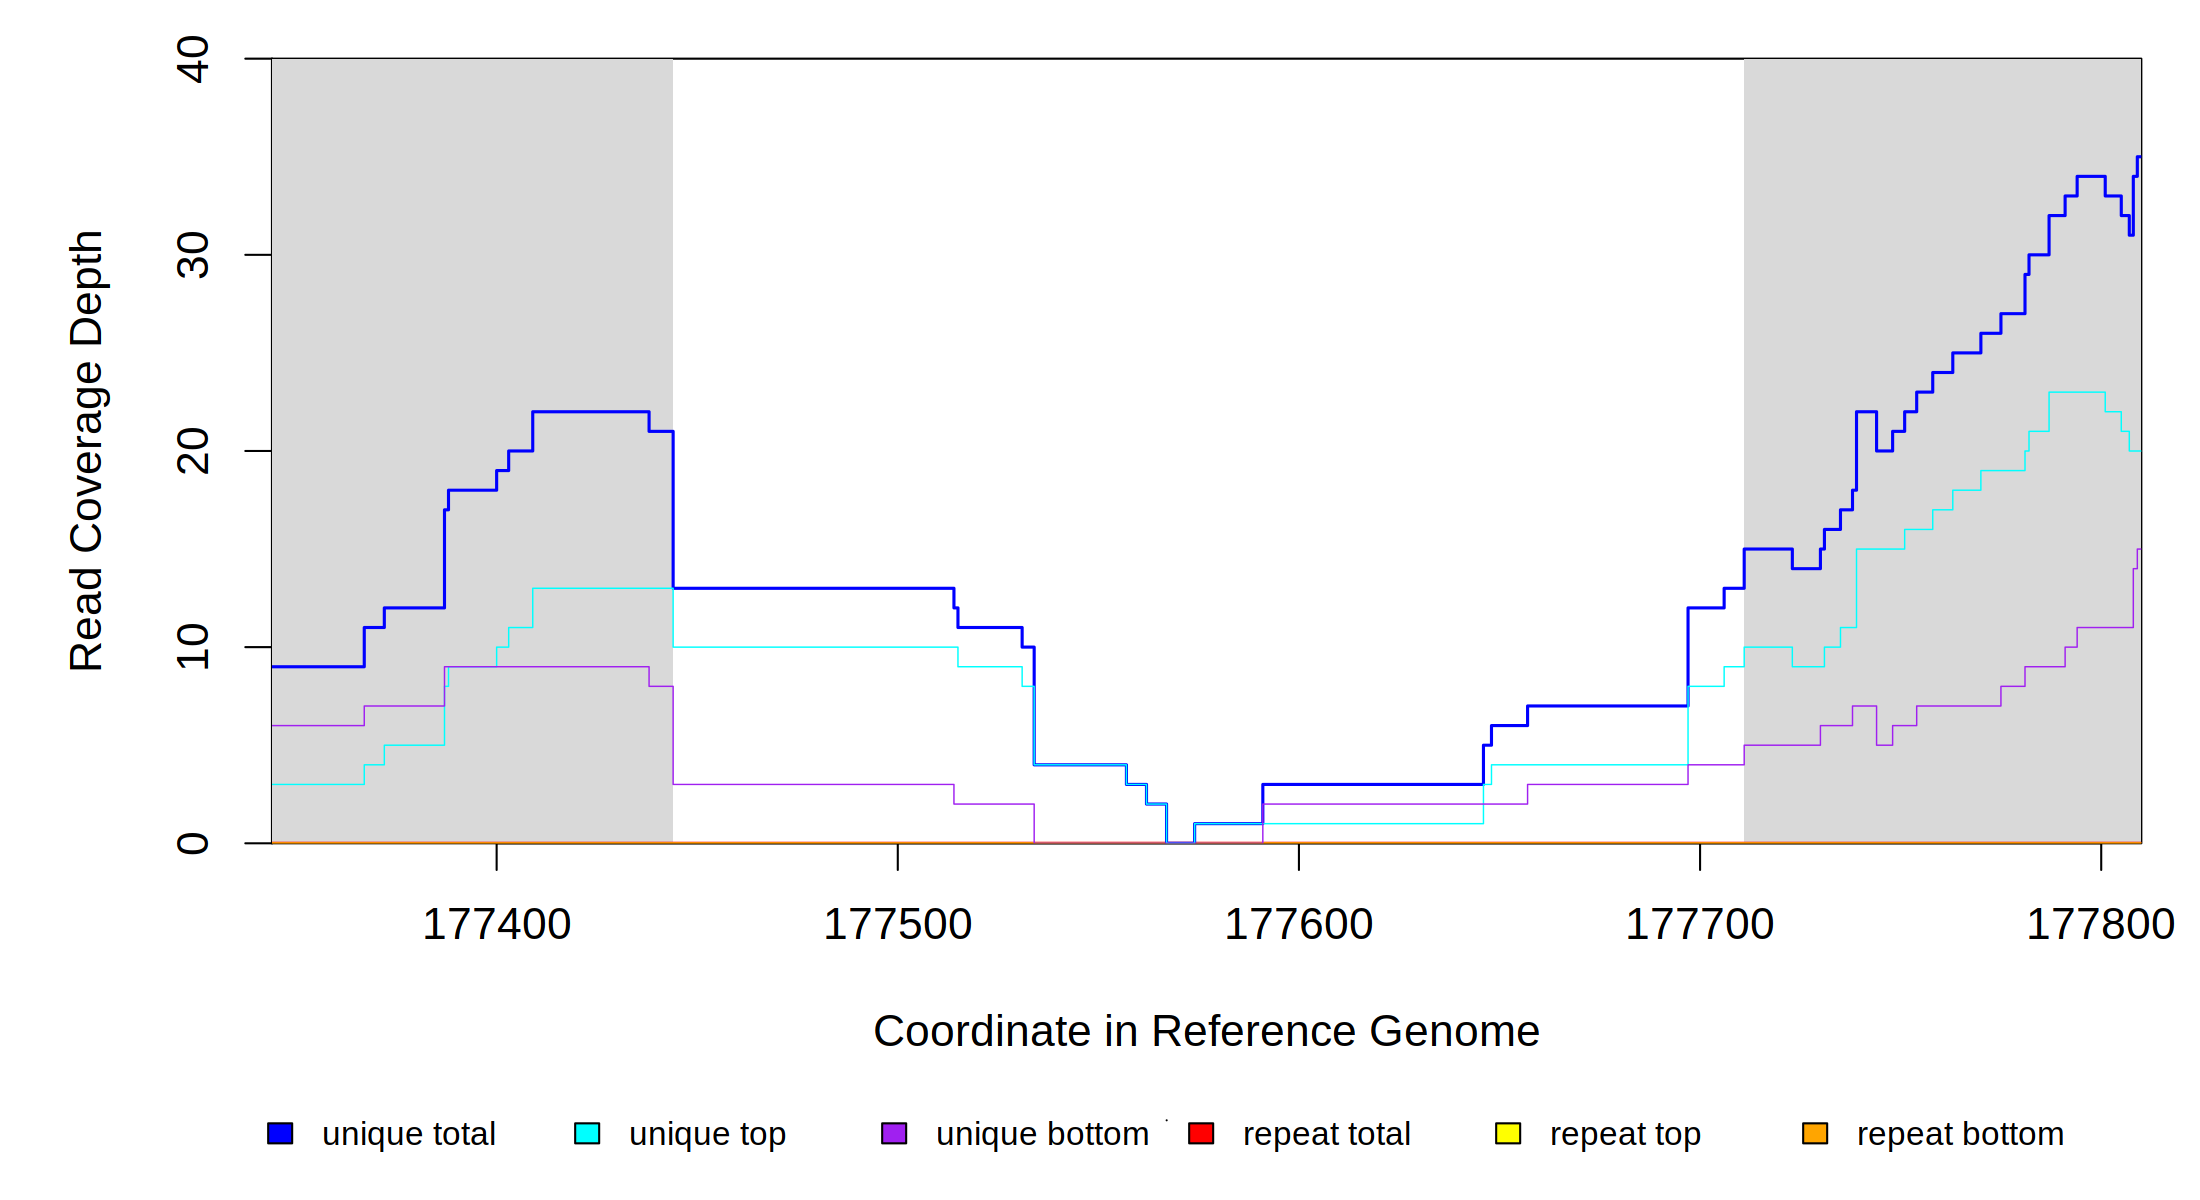 40
30
20
10
0
Read Coverage Depth
177400 177500 177600 177700 177800
Coordinate in Reference Genome
unique total unique top unique bottom repeat total repeat top repeat bottom